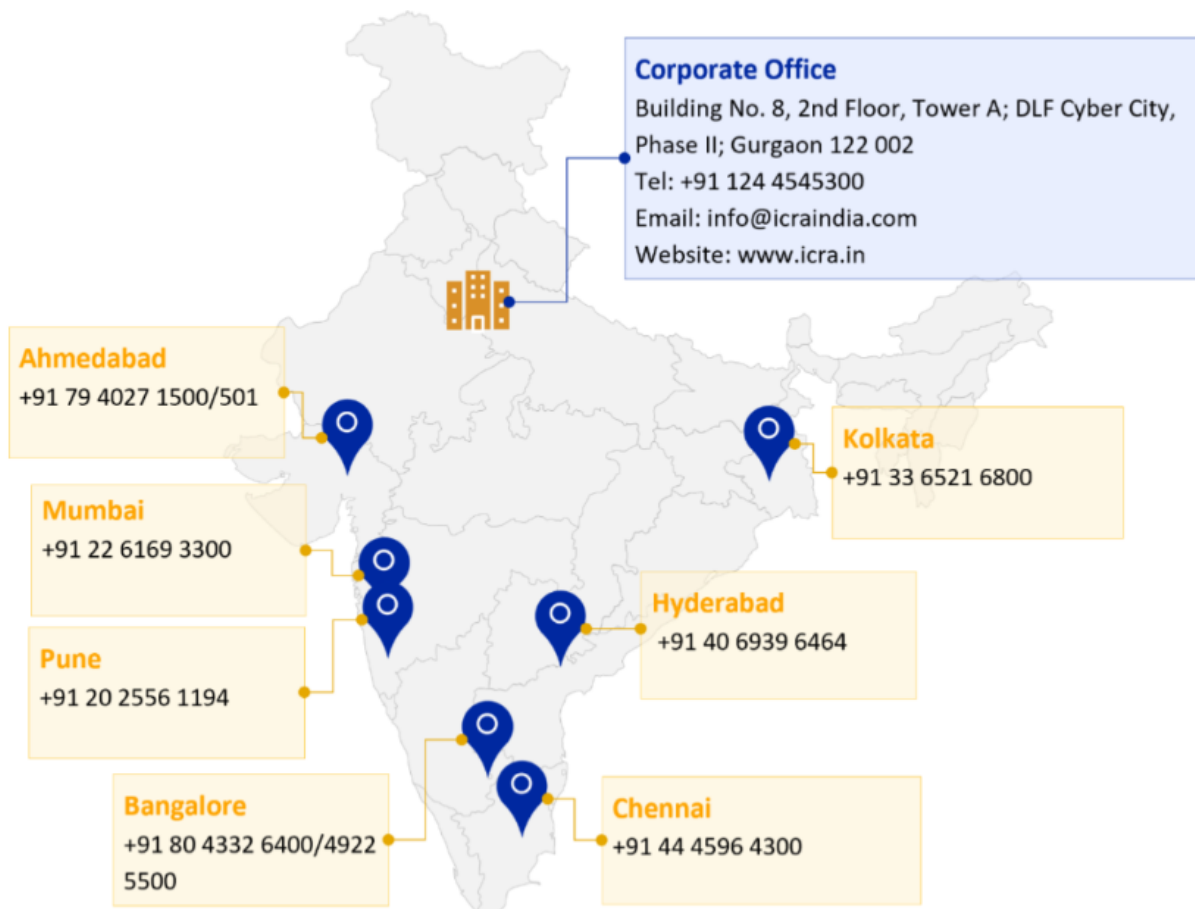 Corporate Office
Building No. 8, 2nd Floor, Tower A; DLF Cyber City,
Phase II; Gurgaon 122 002
Tel: +91 124 4545300
Email: info@icraindia.com
Website: www.icra.in
Ahmedabad
+91 79 4027 1500/501
Kolkata
+91 33 6521 6800
Mumbai
+91 22 6169 3300
Hyderabad
+91 40 6939 6464
Pune
+91 20 2556 1194
Bangalore
+91 80 4332 6400/4922
5500
Chennai
+91 44 4596 4300